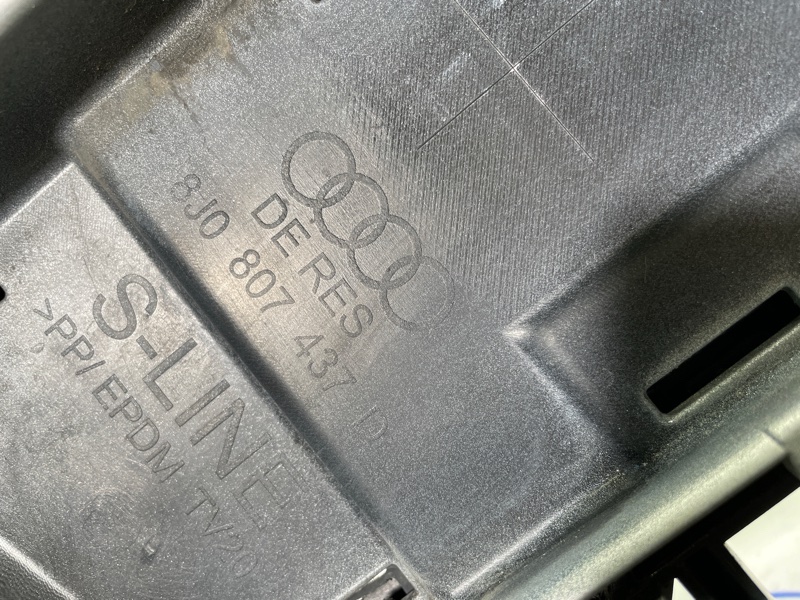 DE RES
8J0 807 437 D
S-LINE
>PP/EPDM TV20